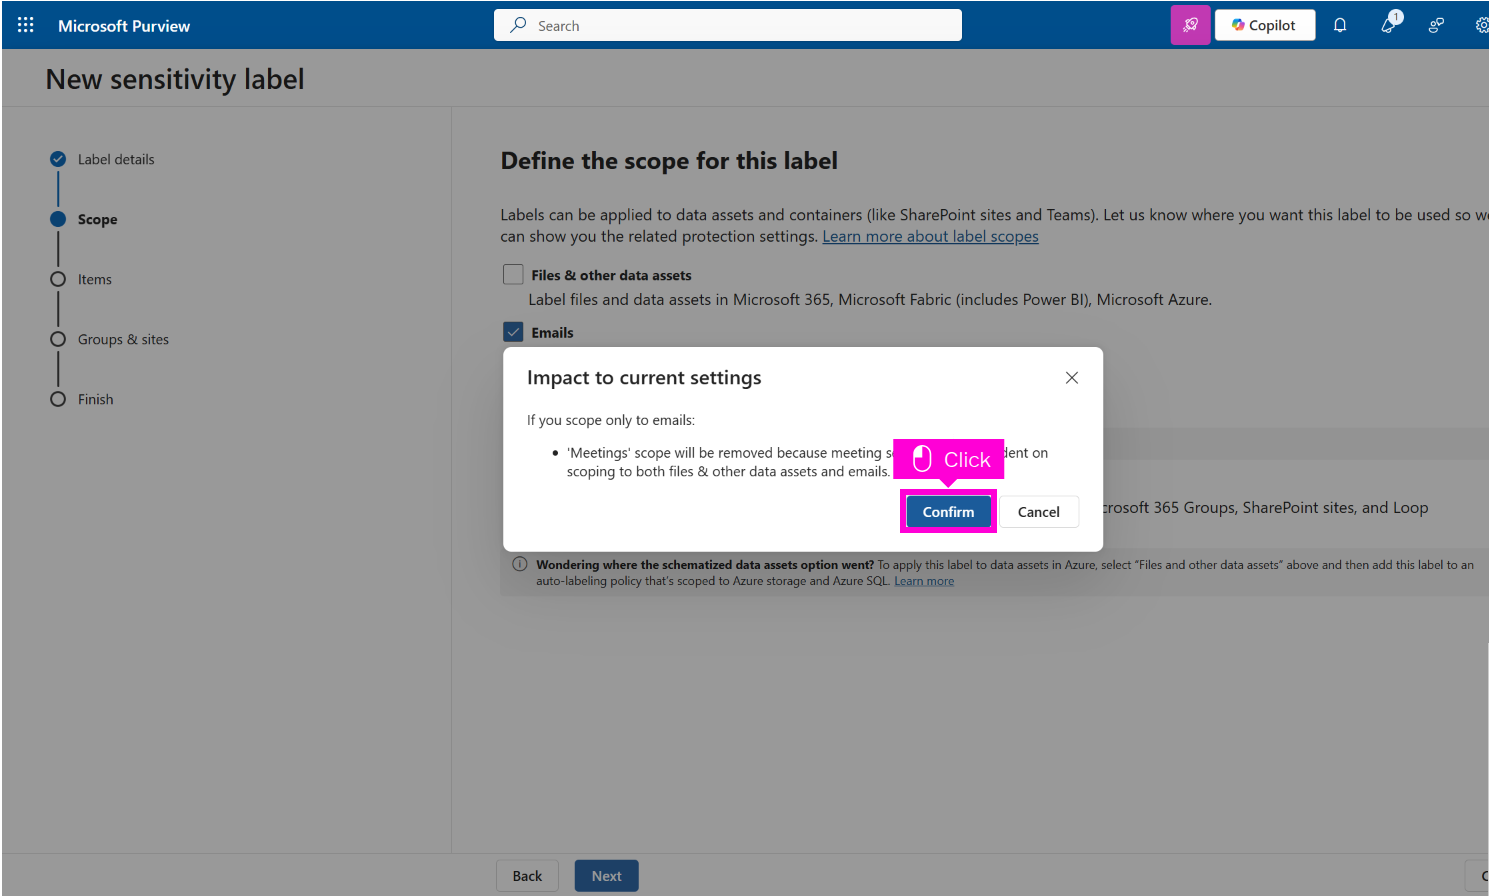 Microsoft Purview
Search
Copilot
1
New sensitivity label
Label details
Scope
Items
Groups & sites
Finish
Define the scope for this label
Labels can be applied to data assets and containers (like SharePoint sites and Teams). Let us know where you want this label to be used so we
can show you the related protection settings. Learn more about label scopes
Files & other data assets
Label files and data assets in Microsoft 365, Microsoft Fabric (includes Power BI), Microsoft Azure.
Emails
Impact to current settings
If you scope only to emails:
'Meetings' scope will be removed because meeting s dent on
scoping to both files & other data assets and emails.
Click
Confirm
Cancel
crosoft 365 Groups, SharePoint sites, and Loop
Wondering where the schematized data assets option went? To apply this label to data assets in Azure, select "Files and other data assets" above and then add this label to an
auto-labeling policy that's scoped to Azure storage and Azure SQL. Learn more
Back
Next